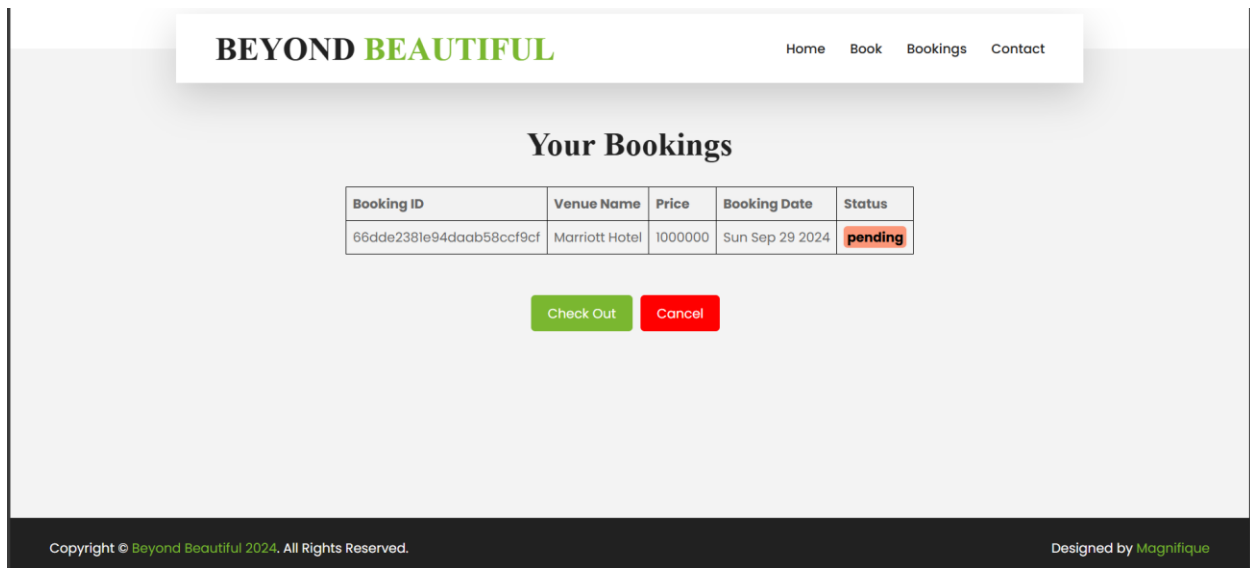 BEYOND BEAUTIFUL Home Book Bookings Contact
Your Bookings
Booking ID Venue Name Price Booking Date Status
66dde2381e94daab58ccf9cf Marriott Hotel 1000000 Sun Sep 29 2024 pending
Check Out Cancel
Copyright © Beyond Beautiful 2024. All Rights Reserved. Designed by Magnifique